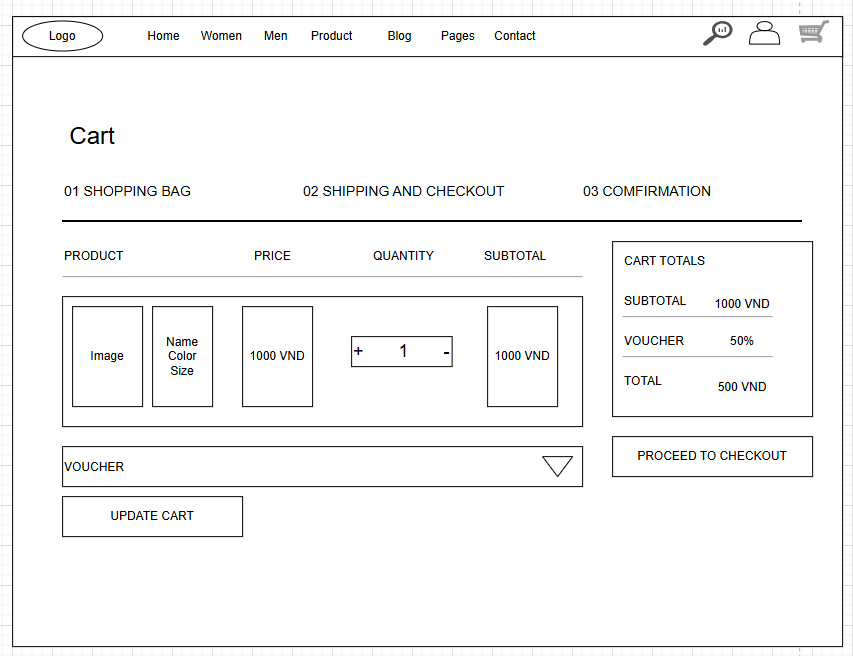 Logo Home Women Men Product Blog Pages Contact
Cart
01 SHOPPING BAG 02 SHIPPING AND CHECKOUT 03 COMFIRMATION
PRODUCT PRICE QUANTITY SUBTOTAL
Image
Name
Color
Size
1000 VND
+ 1 -
1000 VND
VOUCHER
UPDATE CART
CART TOTALS
SUBTOTAL 1000 VND
VOUCHER 50%
TOTAL 500 VND
PROCEED TO CHECKOUT